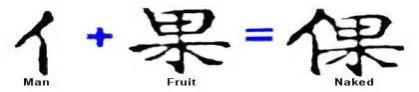 亻 + 果 = 倮
Man Fruit Naked